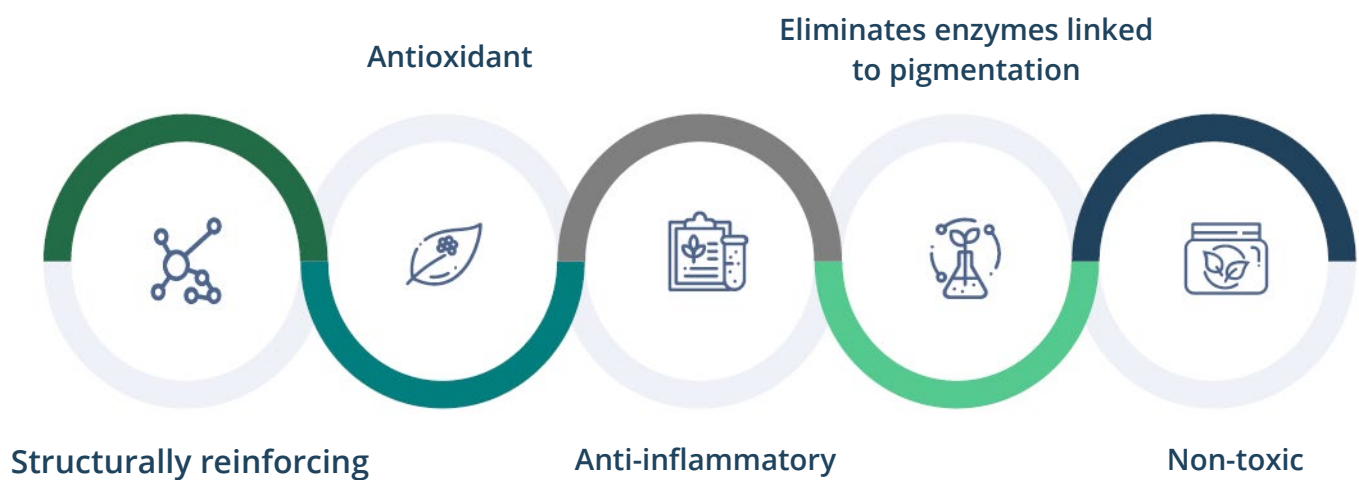 Eliminates enzymes linked
to pigmentation
Antioxidant
Structurally reinforcing
Anti-inflammatory
Non-toxic